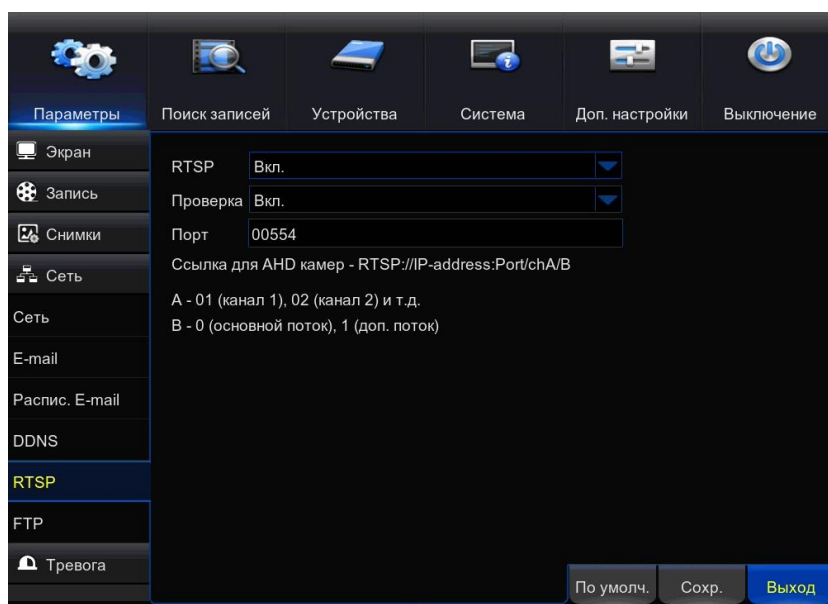 Параметры
Поиск записей
Устройства
Система
Доп. настройки
Выключение
Экран
Запись
Снимки
Сеть
Сеть
E-mail
Распис. E-mail
DDNS
RTSP
FTP
Тревога
RTSP Вкл.
Проверка Вкл.
Порт 00554
Ссылка для AHD камер - RTSP://IP-address:Port/chA/B
A - 01 (канал 1), 02 (канал 2) и т.д.
B - 0 (основной поток), 1 (доп. поток)
По умолч.
Сохр.
Выход